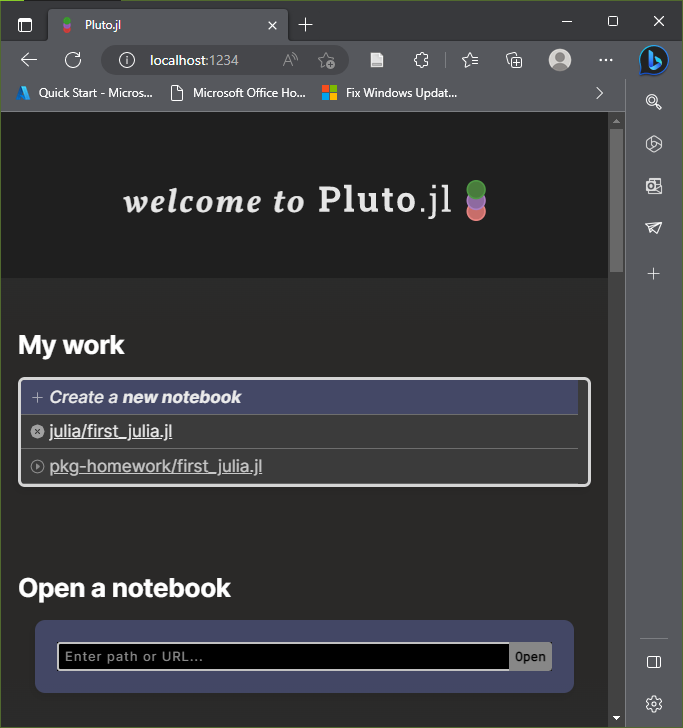 Pluto.jl
localhost:1234
Quick Start - Micros...
Microsoft Office Ho...
Fix Windows Updat...
welcome to Pluto.jl
My work
Create a new notebook
julia/first_julia.jl
pkg-homework/first_julia.jl
Open a notebook
Enter path or URL...
Open